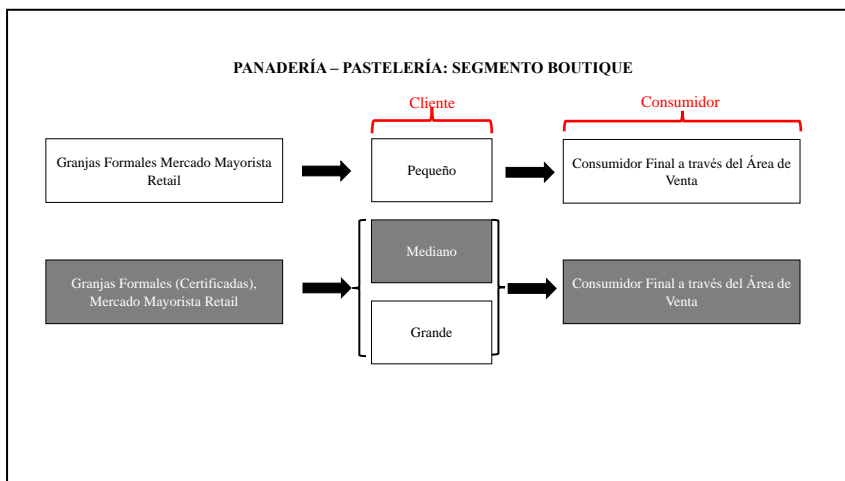 PANADERÍA – PASTELERÍA: SEGMENTO BOUTIQUE
Cliente
Consumidor
Granjas Formales Mercado Mayorista
Retail
Pequeño
Consumidor Final a través del Área de
Venta
Mediano
Granjas Formales (Certificadas),
Mercado Mayorista Retail
Consumidor Final a través del Área de
Venta
Grande